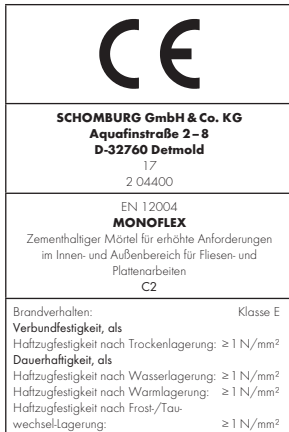 CE
SCHOMBURG GmbH & Co. KG
Aquafinstraße 2–8
D-32760 Detmold
17
2 04400
EN 12004
MONOFLEX
Zementhaltiger Mörtel für erhöhte Anforderungen
im Innen- und Außenbereich für Fliesen- und
Plattenarbeiten
C2
Brandverhalten: Klasse E
Verbundfestigkeit, als
Haftzugfestigkeit nach Trockenlagerung: ≥ 1 N/mm²
Dauerhaftigkeit, als
Haftzugfestigkeit nach Wasserlagerung: ≥ 1 N/mm²
Haftzugfestigkeit nach Warmlagerung: ≥ 1 N/mm²
Haftzugfestigkeit nach Frost-/Tau-
wechsel-Lagerung: ≥ 1 N/mm²